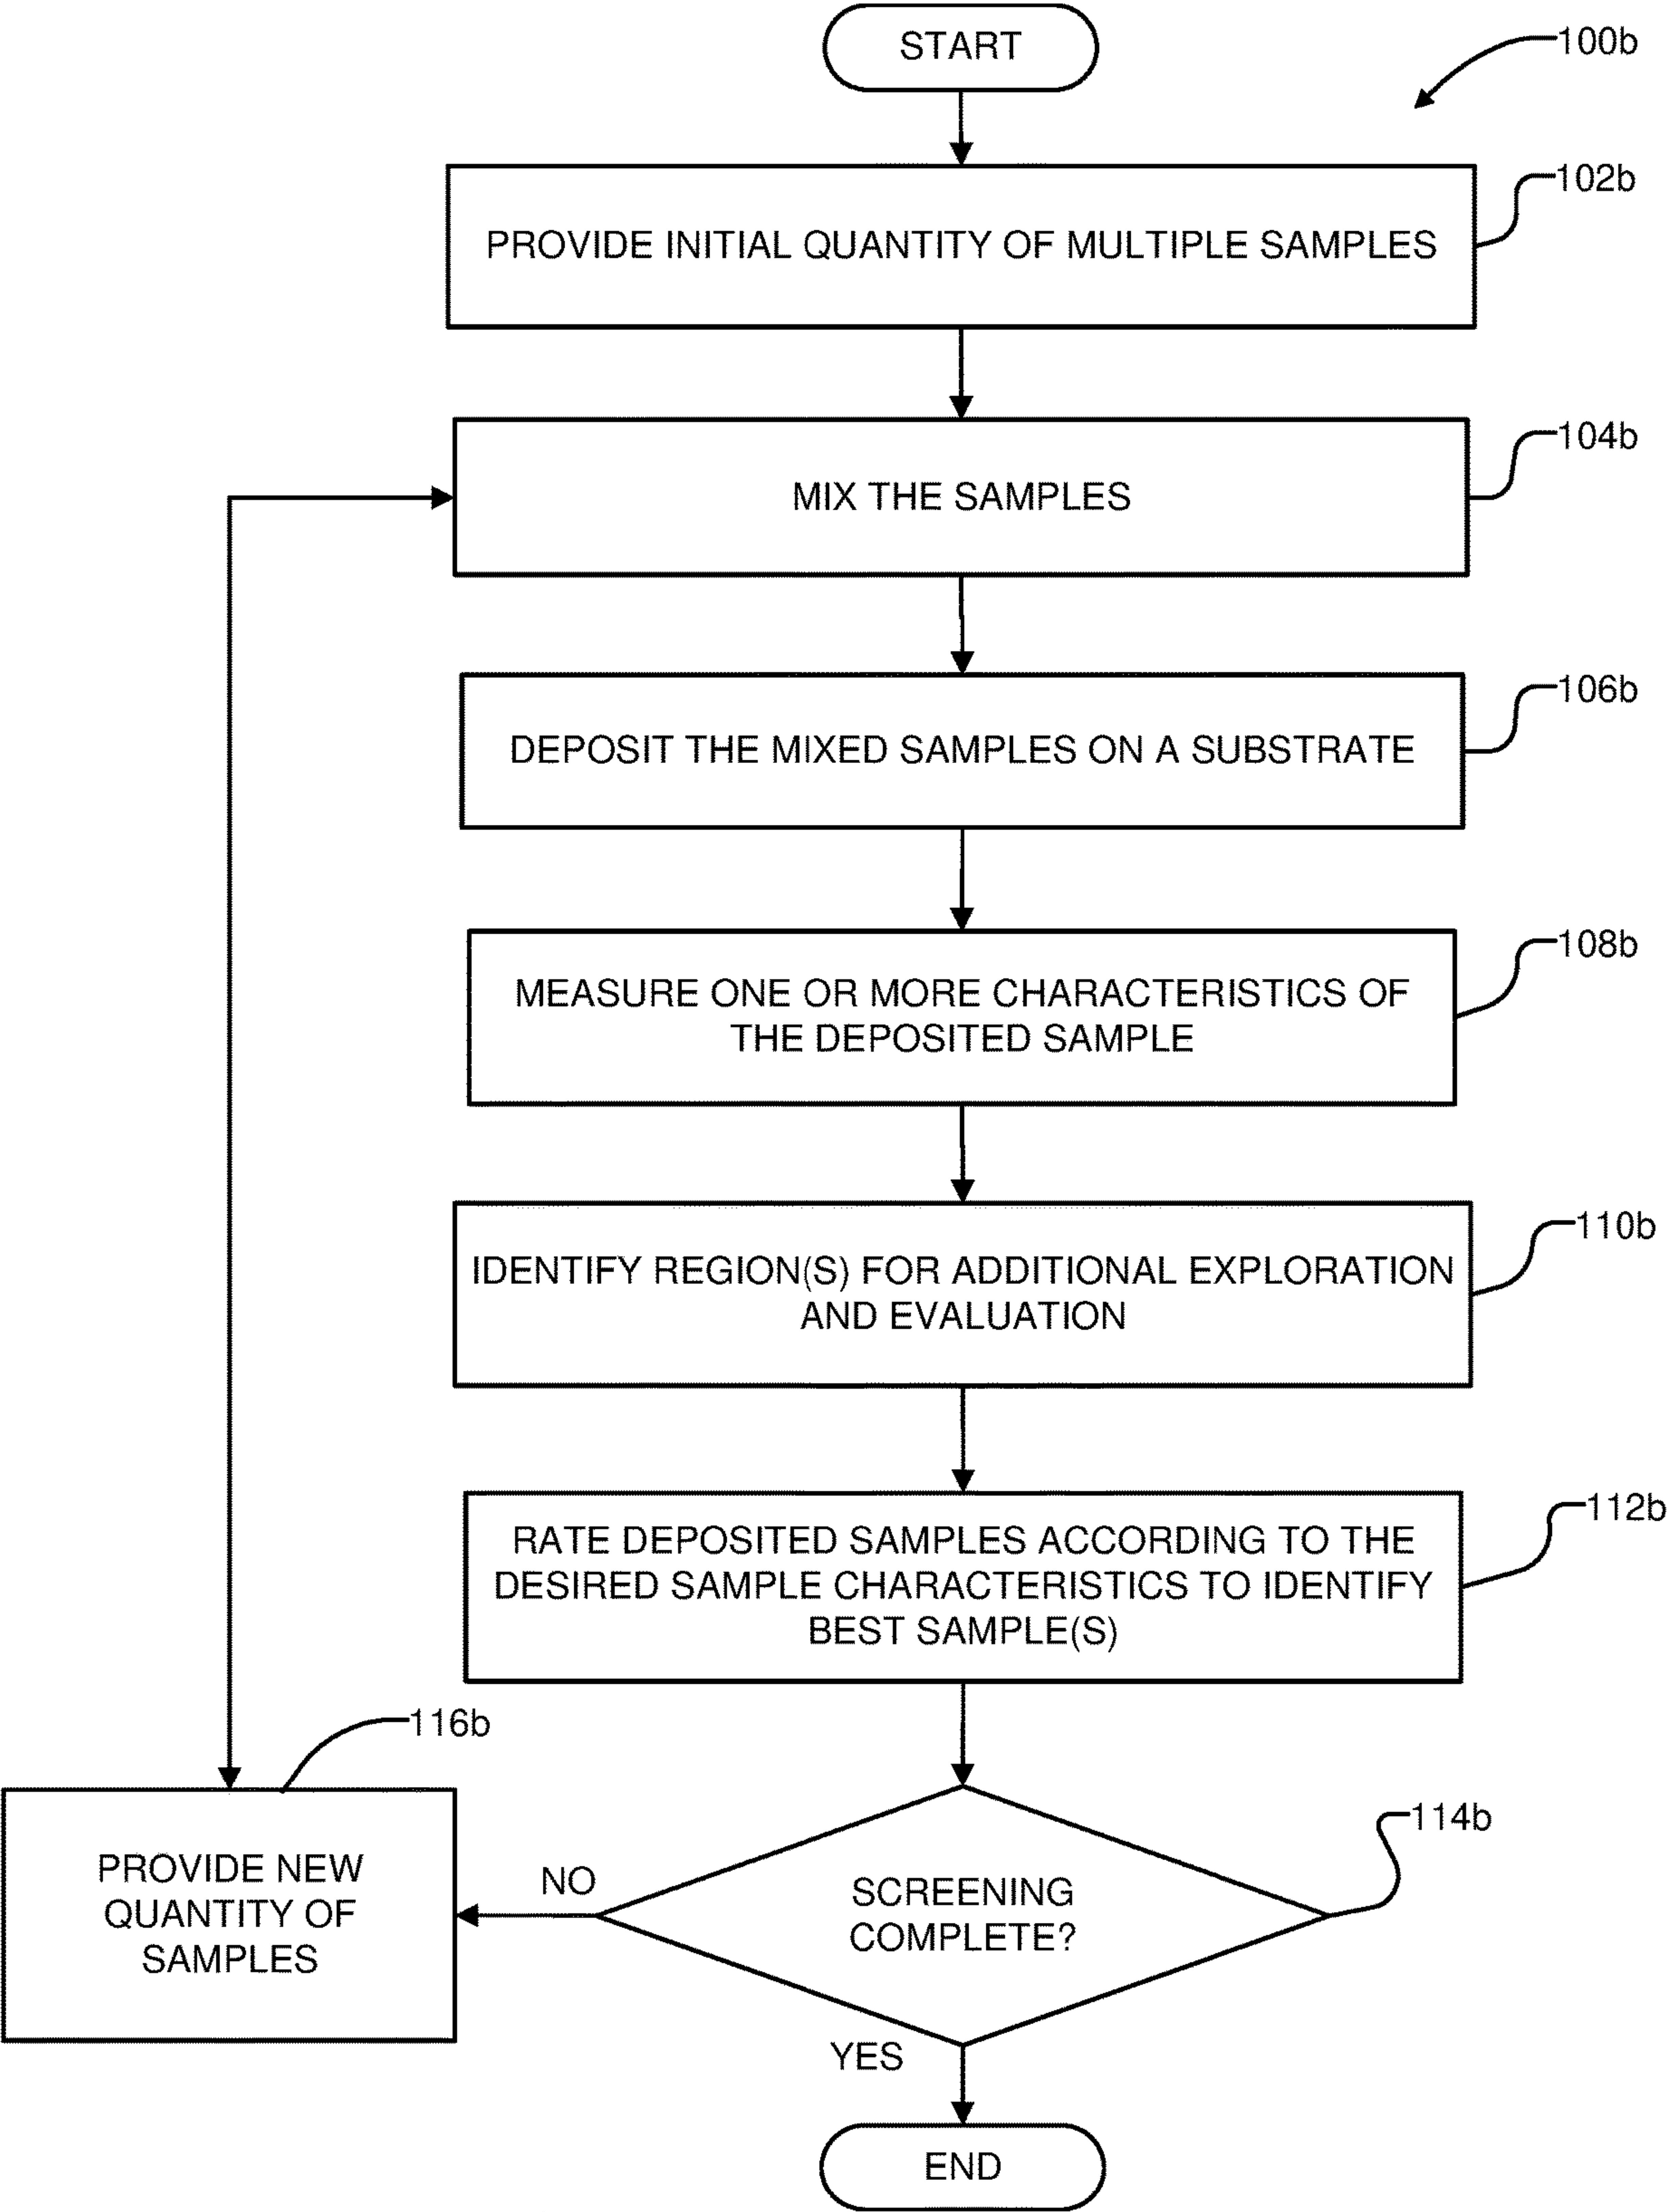 START
100b
102b
PROVIDE INITIAL QUANTITY OF MULTIPLE SAMPLES
104b
MIX THE SAMPLES
106b
DEPOSIT THE MIXED SAMPLES ON A SUBSTRATE
108b
MEASURE ONE OR MORE CHARACTERISTICS OF
THE DEPOSITED SAMPLE
110b
IDENTIFY REGION(S) FOR ADDITIONAL EXPLORATION
AND EVALUATION
112b
RATE DEPOSITED SAMPLES ACCORDING TO THE
DESIRED SAMPLE CHARACTERISTICS TO IDENTIFY
BEST SAMPLE(S)
116b
114b
PROVIDE NEW
QUANTITY OF
SAMPLES
NO
SCREENING
COMPLETE?
YES
END